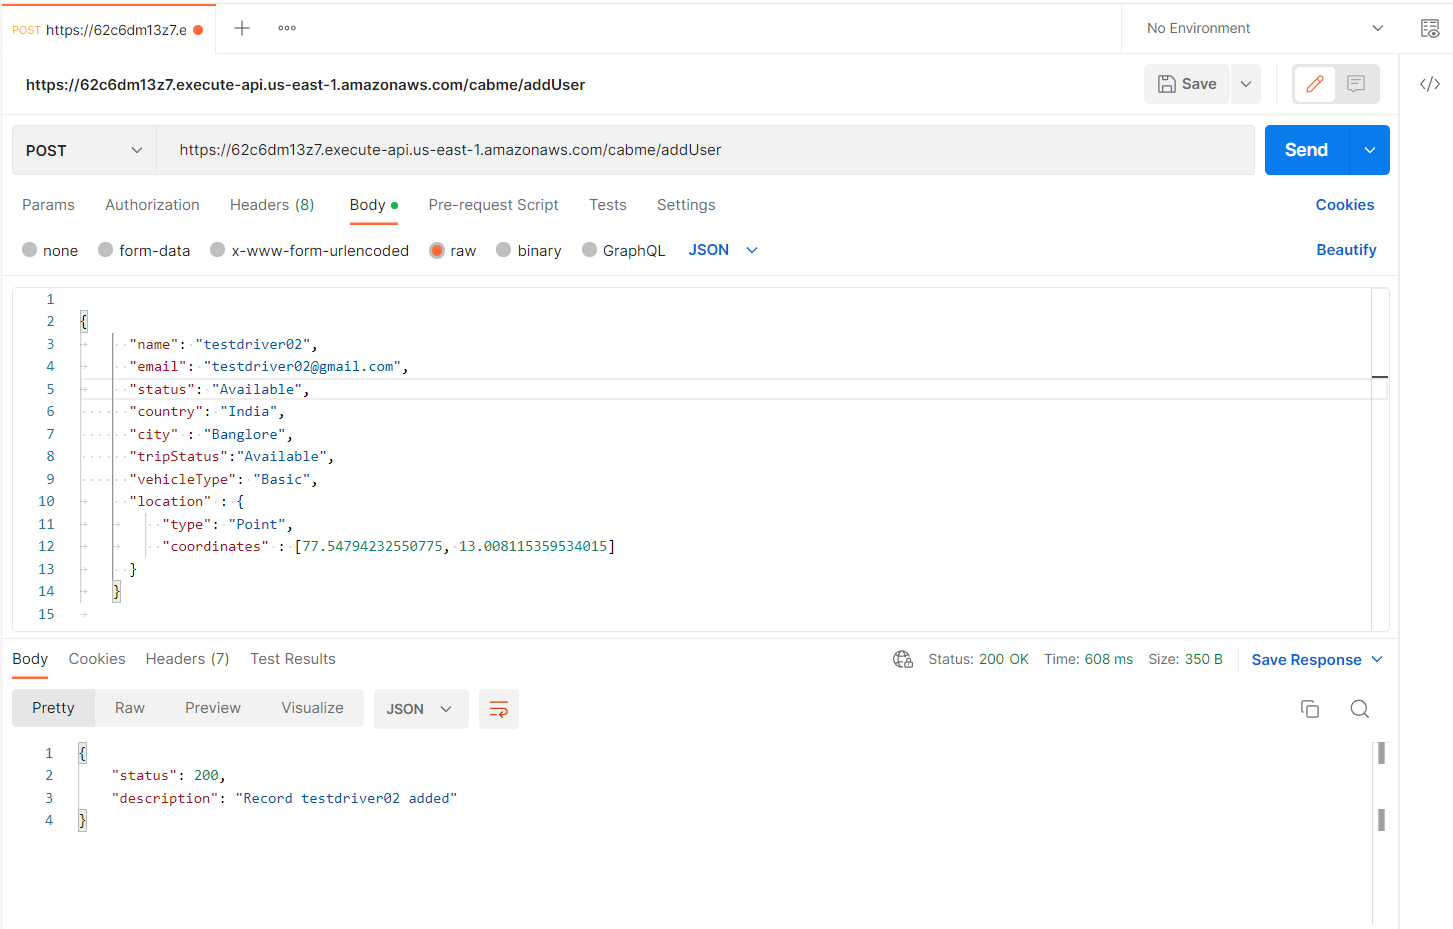 POST https://62c6dm13z7.e
No Environment
https://62c6dm13z7.execute-api.us-east-1.amazonaws.com/cabme/addUser
Save
POST https://62c6dm13z7.execute-api.us-east-1.amazonaws.com/cabme/addUser
Send
Params Authorization Headers (8) Body Pre-request Script Tests Settings Cookies
none form-data x-www-form-urlencoded raw binary GraphQL JSON Beautify
1
2 {
3 "name": "testdriver02",
4 "email": "testdriver02@gmail.com",
5 "status": "Available",
6 "country": "India",
7 "city" : "Banglore",
8 "tripStatus":"Available",
9 "vehicleType": "Basic",
10 "location" : {
11 "type": "Point",
12 "coordinates" : [77.54794232550775, 13.008115359534015]
13 }
14 }
15
Body Cookies Headers (7) Test Results Status: 200 OK Time: 608 ms Size: 350 B Save Response
Pretty Raw Preview Visualize JSON
1 {
2 "status": 200,
3 "description": "Record testdriver02 added"
4 }